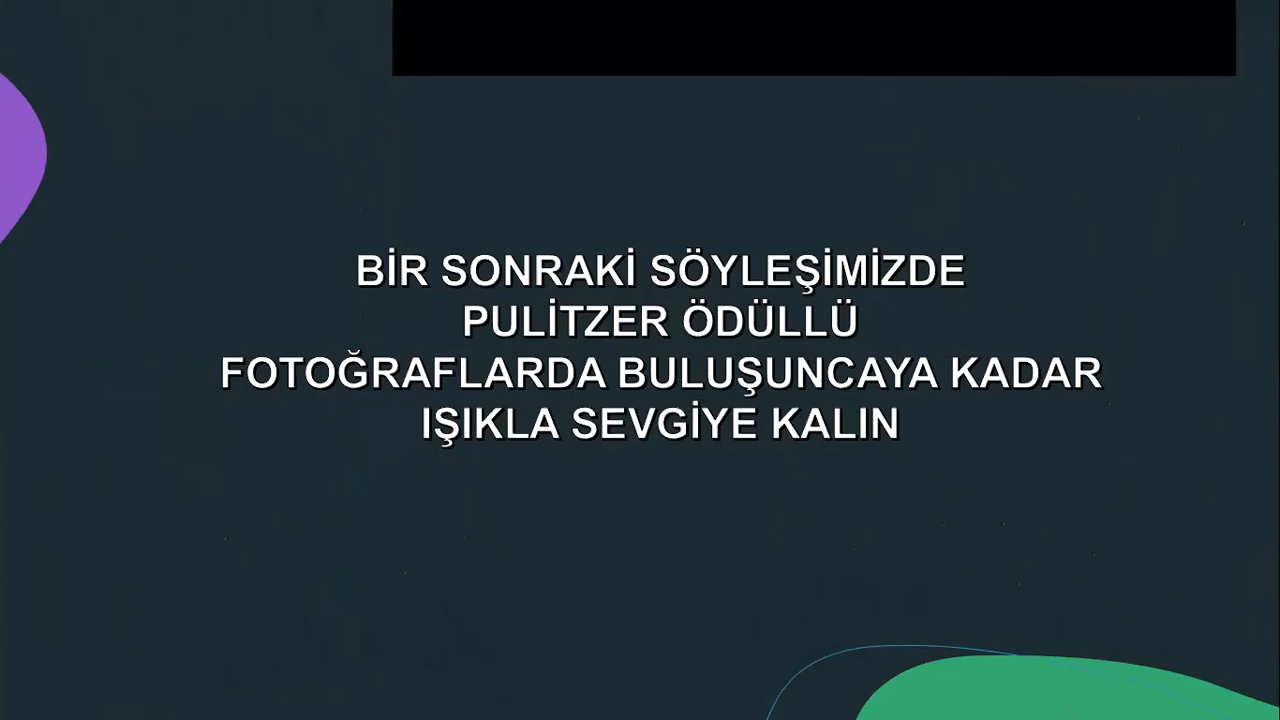 BİR SONRAKİ SÖYLEŞİMİZDE
PULİTZER ÖDÜLLÜ
FOTOĞRAFLARDA BULUŞUNCAYA KADAR
IŞIKLA SEVGİYE KALIN